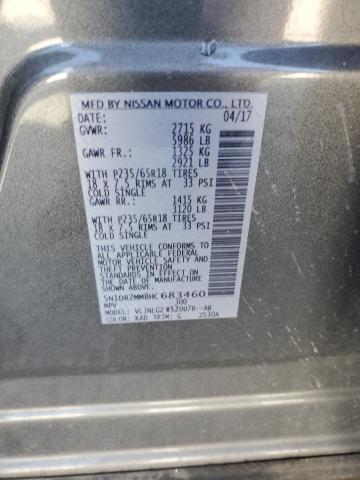 MFD BY NISSAN MOTOR CO., LTD.
DATE: 04/17
GVWR: 2715 KG
5986 LB
GAWR FR.: 1325 KG
2921 LB
WITH P235/65R18 TIRES
18 X 7.5 RIMS AT 33 PSI
COLD SINGLE
GAWR RR.: 1415 KG
3120 LB
WITH P235/65R18 TIRES
18 X 7.5 RIMS AT 33 PSI
COLD SINGLE
THIS VEHICLE CONFORMS TO
ALL APPLICABLE FEDERAL
MOTOR VEHICLE SAFETY AND
THEFT PREVENTION
STANDARDS IN EFFECT ON
THE DATE OF MANUFACTURE
SHOWN ABOVE.
5N1DR2MM8HC 683460
MPV 300
MODEL:
COLOR: KAD TRIM: G